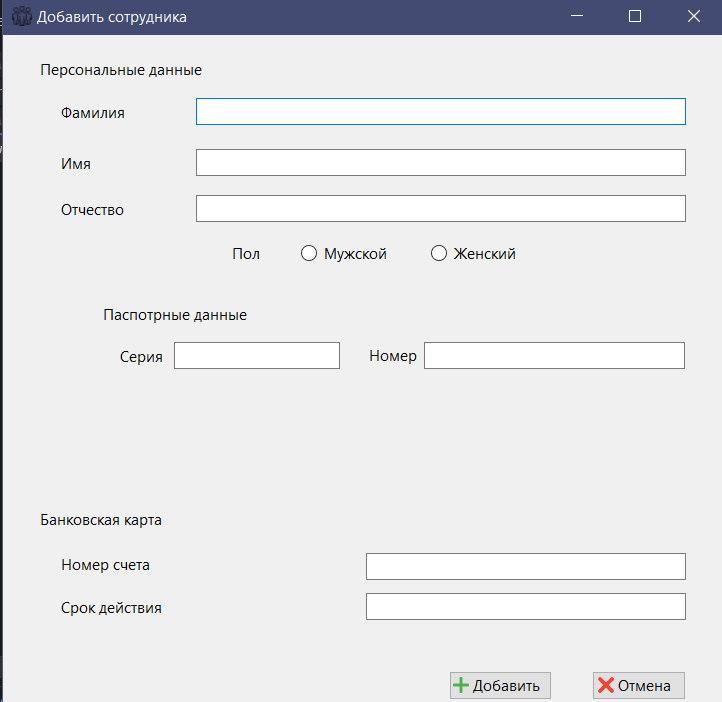 Добавить сотрудника
Персональные данные
Фамилия
Имя
Отчество
Пол Мужской Женский
Паспотрные данные
Серия Номер
Банковская карта
Номер счета
Срок действия
Добавить Отмена